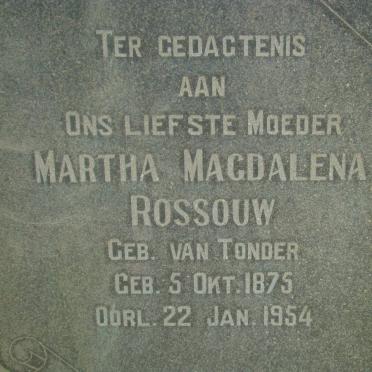 TER GEDAGTENIS
AAN
ONS LIEFSTE MOEDER
MARTHA MAGDALENA
ROSSOUW
GEB. VAN TONDER
GEB. 5 OKT. 1875
OORL. 22 JAN. 1954